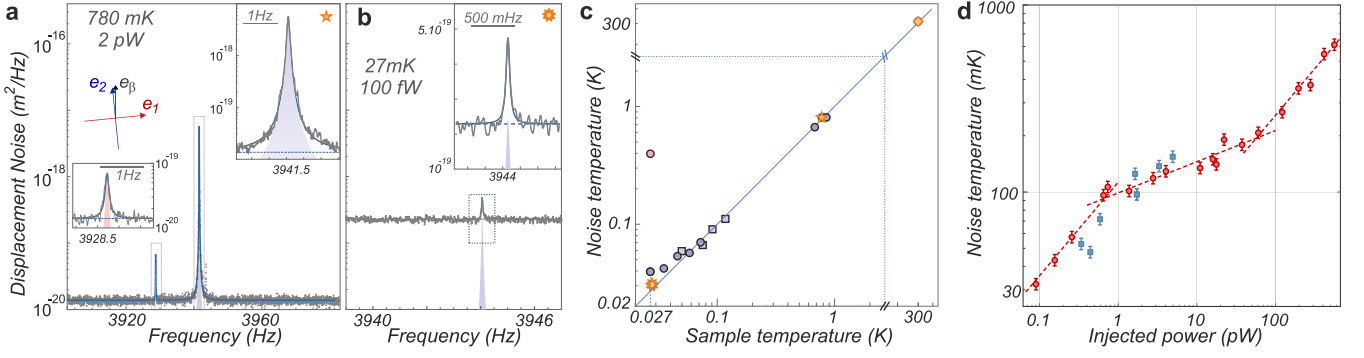 a
780 mK
2 pW
e₂
eᵦ
e₁
1Hz
10⁻¹⁸
10⁻¹⁹
3941.5
1Hz
10⁻¹⁹
10⁻²⁰
3928.5
10⁻¹⁶
10⁻¹⁸
10⁻²⁰
Displacement Noise (m²/Hz)
3920
3960
Frequency (Hz)
b
27mK
100 fW
500 mHz
5.10⁻¹⁹
10⁻¹⁹
3944
3940
3946
Frequency (Hz)
c
300
1
0.1
0.02
Noise temperature (K)
0.027
0.1
1
300
Sample temperature (K)
d
1000
100
30
Noise temperature (mK)
0.1
1
10
100
Injected power (pW)